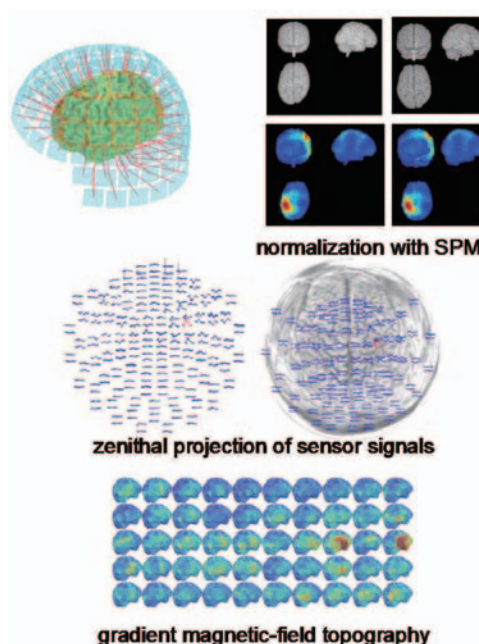 normalization with SPM
zenithal projection of sensor signals
gradient magnetic-field topography